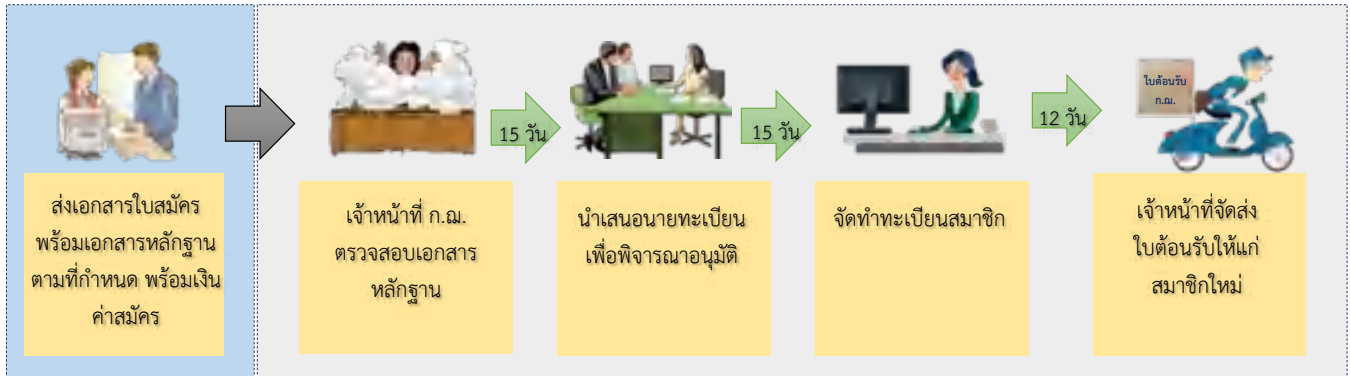 ใบต้อนรับ
ก.ฌ.
15 วัน
15 วัน
12 วัน
ส่งเอกสารใบสมัคร
พร้อมเอกสารหลักฐาน
ตามที่กำหนด พร้อมเงิน
ค่าสมัคร
เจ้าหน้าที่ ก.ฌ.
ตรวจสอบเอกสาร
หลักฐาน
นำเสนอนายทะเบียน
เพื่อพิจารณาอนุมัติ
จัดทำทะเบียนสมาชิก
เจ้าหน้าที่จัดส่ง
ใบต้อนรับให้แก่
สมาชิกใหม่